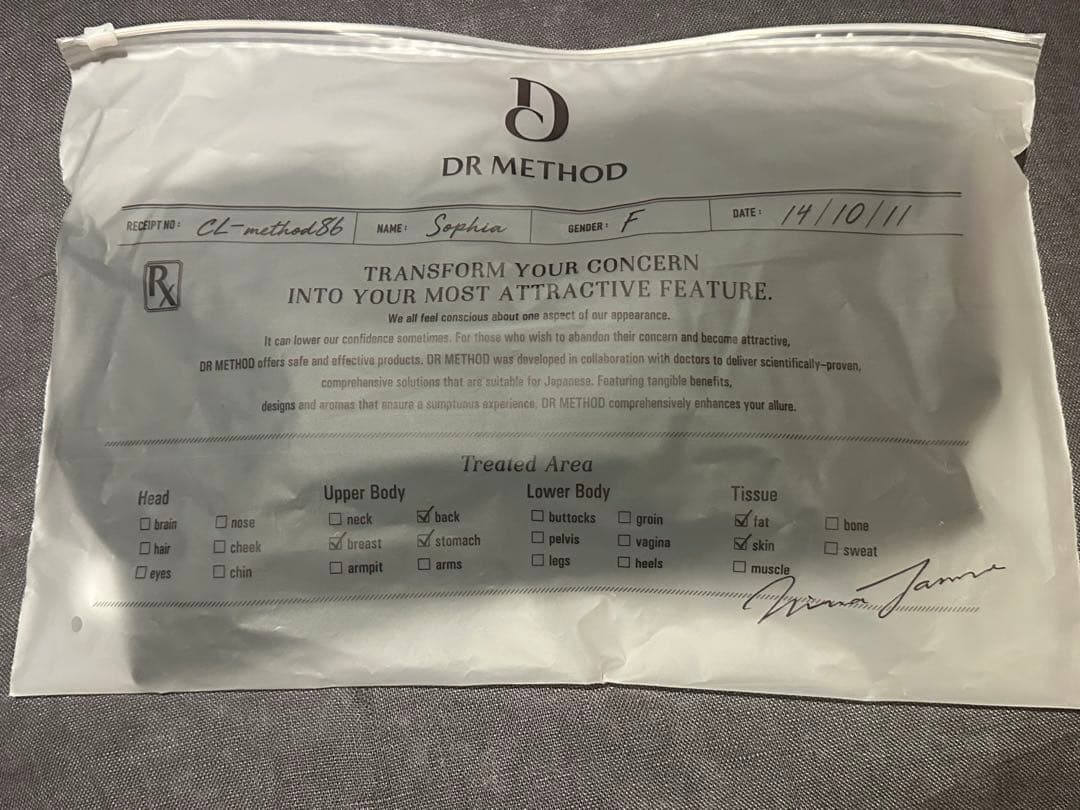 DR METHOD
RECEIPT NO: CL-method86 NAME: Sophia GENDER: F DATE: 14/10/11
Rx
TRANSFORM YOUR CONCERN
INTO YOUR MOST ATTRACTIVE FEATURE.
We all feel conscious about one aspect of our appearance.
It can lower our confidence sometimes. For those who wish to abandon their concern and become attractive,
DR METHOD offers safe and effective products. DR METHOD was developed in collaboration with doctors to deliver scientifically-proven,
comprehensive solutions that are suitable for Japanese. Featuring tangible benefits,
designs and aromas that ensure a sumptuous experience, DR METHOD comprehensively enhances your allure.
Treated Area
Head
brain nose
hair cheek
eyes chin
Upper Body
neck back
breast stomach
armpit arms
Lower Body
buttocks groin
pelvis vagina
legs heels
Tissue
fat bone
skin sweat
muscle